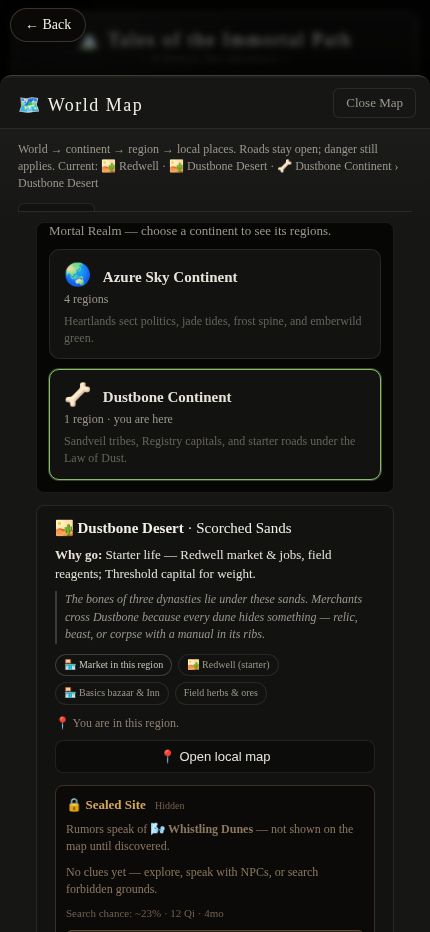 ← Back
Tales of the Immortal Path
🗺️ World Map
Close Map
World → continent → region → local places. Roads stay open; danger still
applies. Current: 🏜️ Redwell · 🏜️ Dustbone Desert · 🦴 Dustbone Continent ›
Dustbone Desert
Mortal Realm — choose a continent to see its regions.
🌏 Azure Sky Continent
4 regions
Heartlands sect politics, jade tides, frost spine, and emberwild
green.
🦴 Dustbone Continent
1 region · you are here
Sandveil tribes, Registry capitals, and starter roads under the
Law of Dust.
🏜️ Dustbone Desert · Scorched Sands
Why go: Starter life — Redwell market & jobs, field
reagents; Threshold capital for weight.
The bones of three dynasties lie under these sands. Merchants
cross Dustbone because every dune hides something — relic,
beast, or corpse with a manual in its ribs.
🏪 Market in this region
🏜️ Redwell (starter)
🏪 Basics bazaar & Inn
Field herbs & ores
📍 You are in this region.
📍 Open local map
🔒 Sealed Site Hidden
Rumors speak of 🌬️ Whistling Dunes — not shown on the
map until discovered.
No clues yet — explore, speak with NPCs, or search
forbidden grounds.
Search chance: ~23% · 12 Qi · 4mo